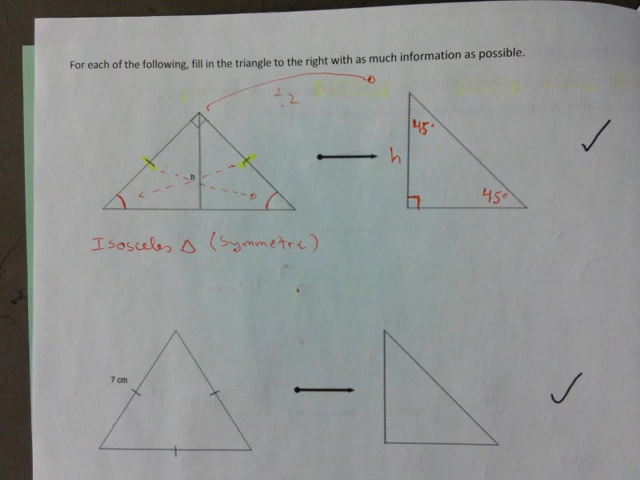 For each of the following, fill in the triangle to the right with as much information as possible.
÷2
45°
h
h
45°
Isosceles Δ (Symmetric)
7 cm